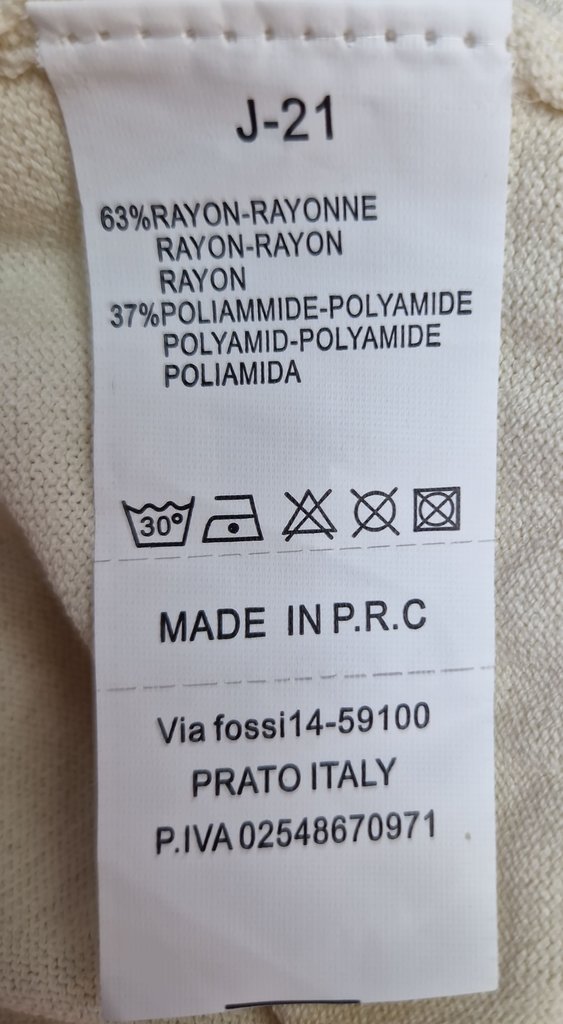 J-21
63%RAYON-RAYONNE
RAYON-RAYON
RAYON
37%POLIAMMIDE-POLYAMIDE
POLYAMID-POLYAMIDE
POLIAMIDA
30°
MADE IN P.R.C
Via fossi14-59100
PRATO ITALY
P.IVA 02548670971